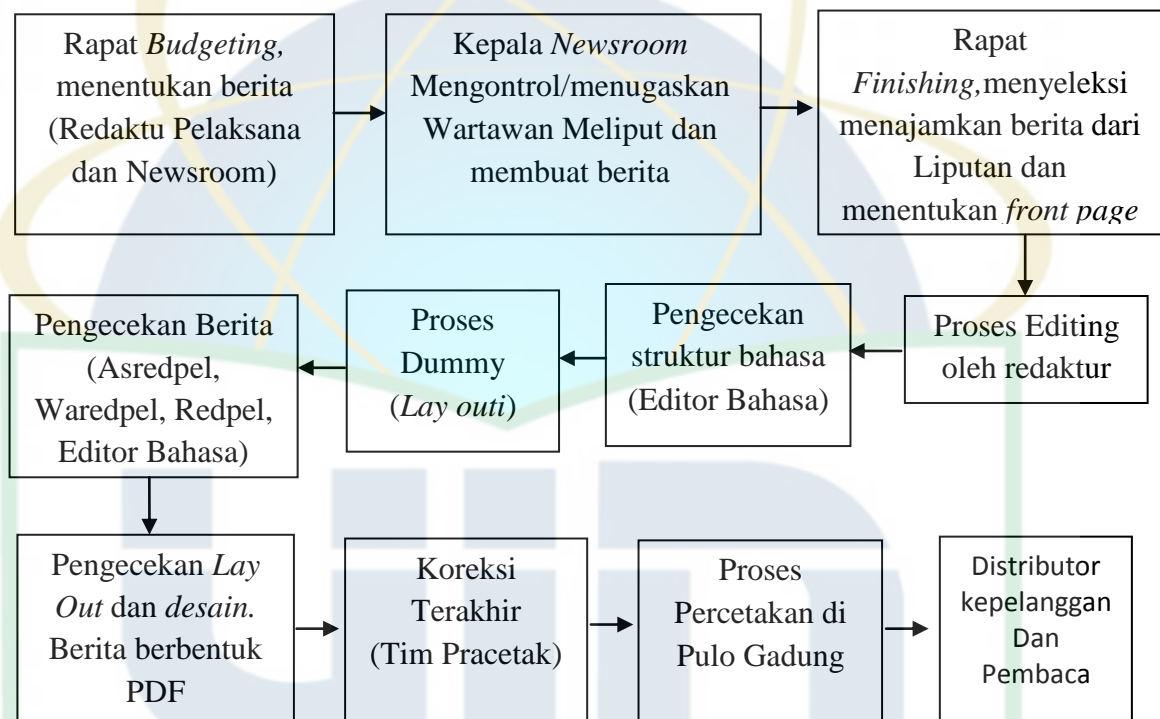 Rapat Budgeting,
menentukan berita
(Redaktu Pelaksana
dan Newsroom)
Kepala Newsroom
Mengontrol/menugaskan
Wartawan Meliput dan
membuat berita
Rapat
Finishing,menyeleksi
menajamkan berita dari
Liputan dan
menentukan front page
Proses Editing
oleh redaktur
Pengecekan
struktur bahasa
(Editor Bahasa)
Proses
Dummy
(Lay outi)
Pengecekan Berita
(Asredpel,
Waredpel, Redpel,
Editor Bahasa)
Pengecekan Lay
Out dan desain.
Berita berbentuk
PDF
Koreksi
Terakhir
(Tim Pracetak)
Proses
Percetakan di
Pulo Gadung
Distributor
kepelanggan
Dan
Pembaca
uin